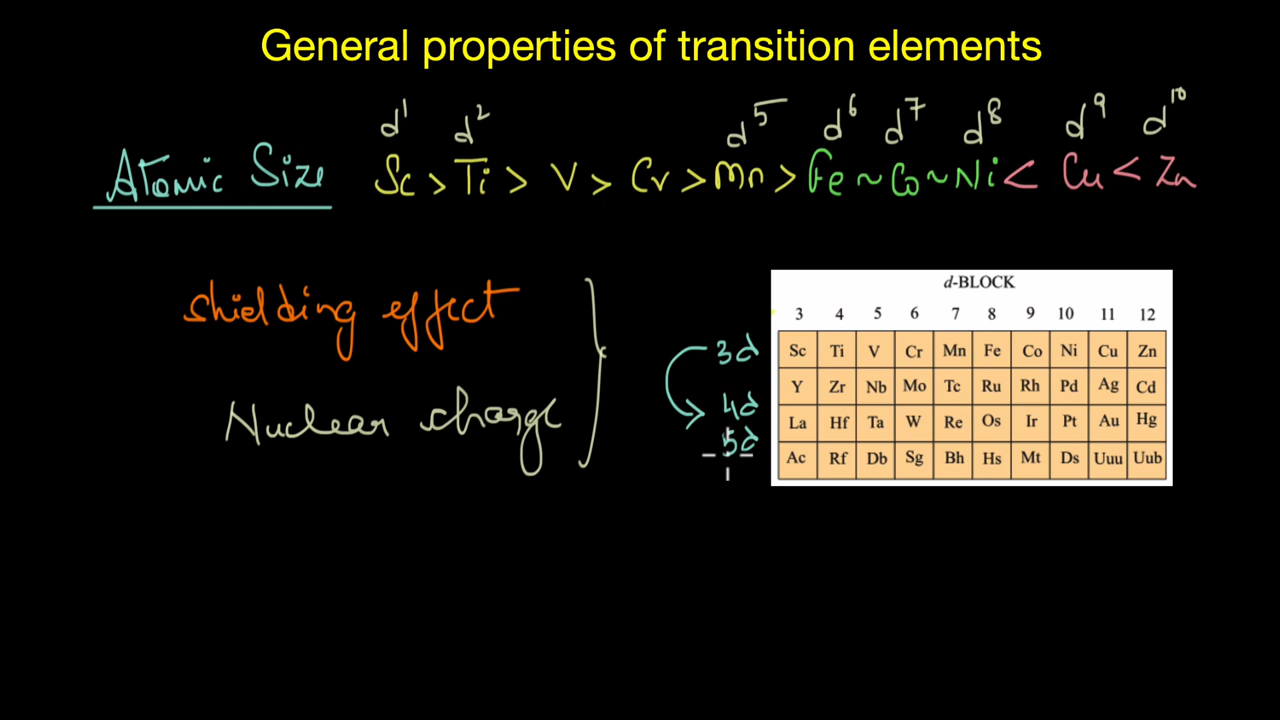 General properties of transition elements
d¹ d² d⁵ d⁶ d⁷ d⁸ d⁹ d¹⁰
Atomic Size Sc > Ti > V > Cr > Mn > Fe ~ Co ~ Ni < Cu < Zn
shielding effect
Nuclear charge
d-BLOCK
3 4 5 6 7 8 9 10 11 12
3d Sc Ti V Cr Mn Fe Co Ni Cu Zn
4d Y Zr Nb Mo Tc Ru Rh Pd Ag Cd
5d La Hf Ta W Re Os Ir Pt Au Hg
Ac Rf Db Sg Bh Hs Mt Ds Uuu Uub